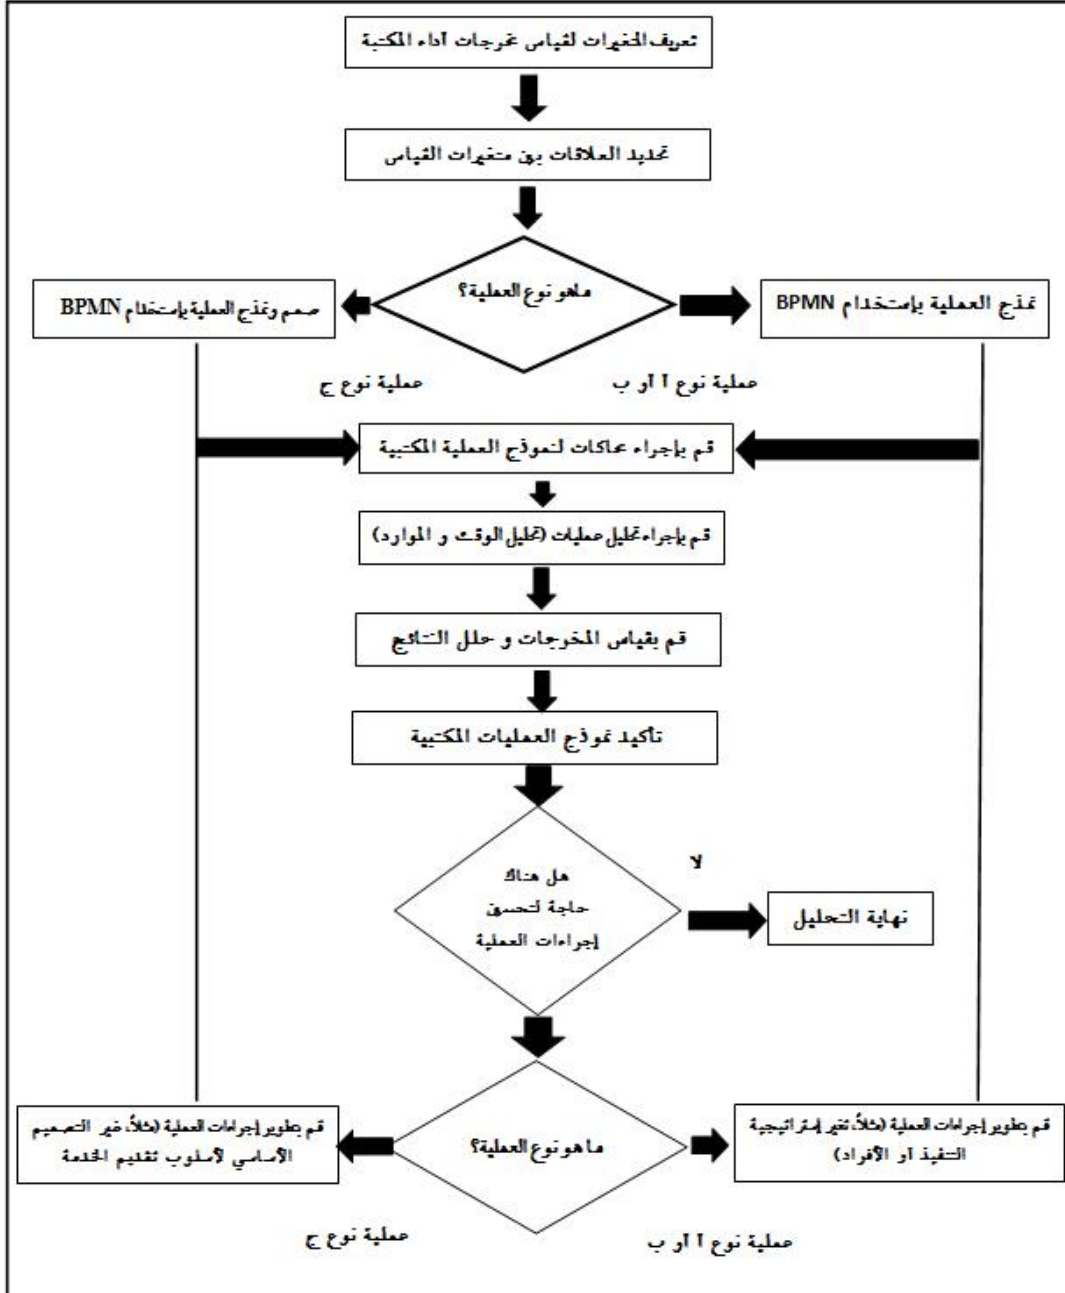 تعريف المتغيرات لقياس مخرجات أداء المكتبة
تحديد العلاقات بين متغيرات القياس
ماهو نوع العملية؟
نمذج العملية بإستخدام BPMN
صمم ونمذج العملية بإستخدام BPMN
عملية نوع أ أو ب
عملية نوع ج
قم بإجراء محاكات لنموذج العملية المكتبية
قم بإجراء تحليل عمليات (تحليل الوقت و الموارد)
قم بقياس المخرجات و حلل النتائج
تأكيد نموذج العمليات المكتبية
هل هناك
حاجة لتحسين
إجراءات العملية
لا
نهاية التحليل
ما هو نوع العملية؟
قم بتطوير إجراءات العملية (مثلاً، تغير إستراتيجية
التنفيذ أو الأفراد)
قم بتطوير إجراءات العملية (مثلاً، غير التصميم
الأساسي لأسلوب تقديم الخدمة
عملية نوع أ أو ب
عملية نوع ج